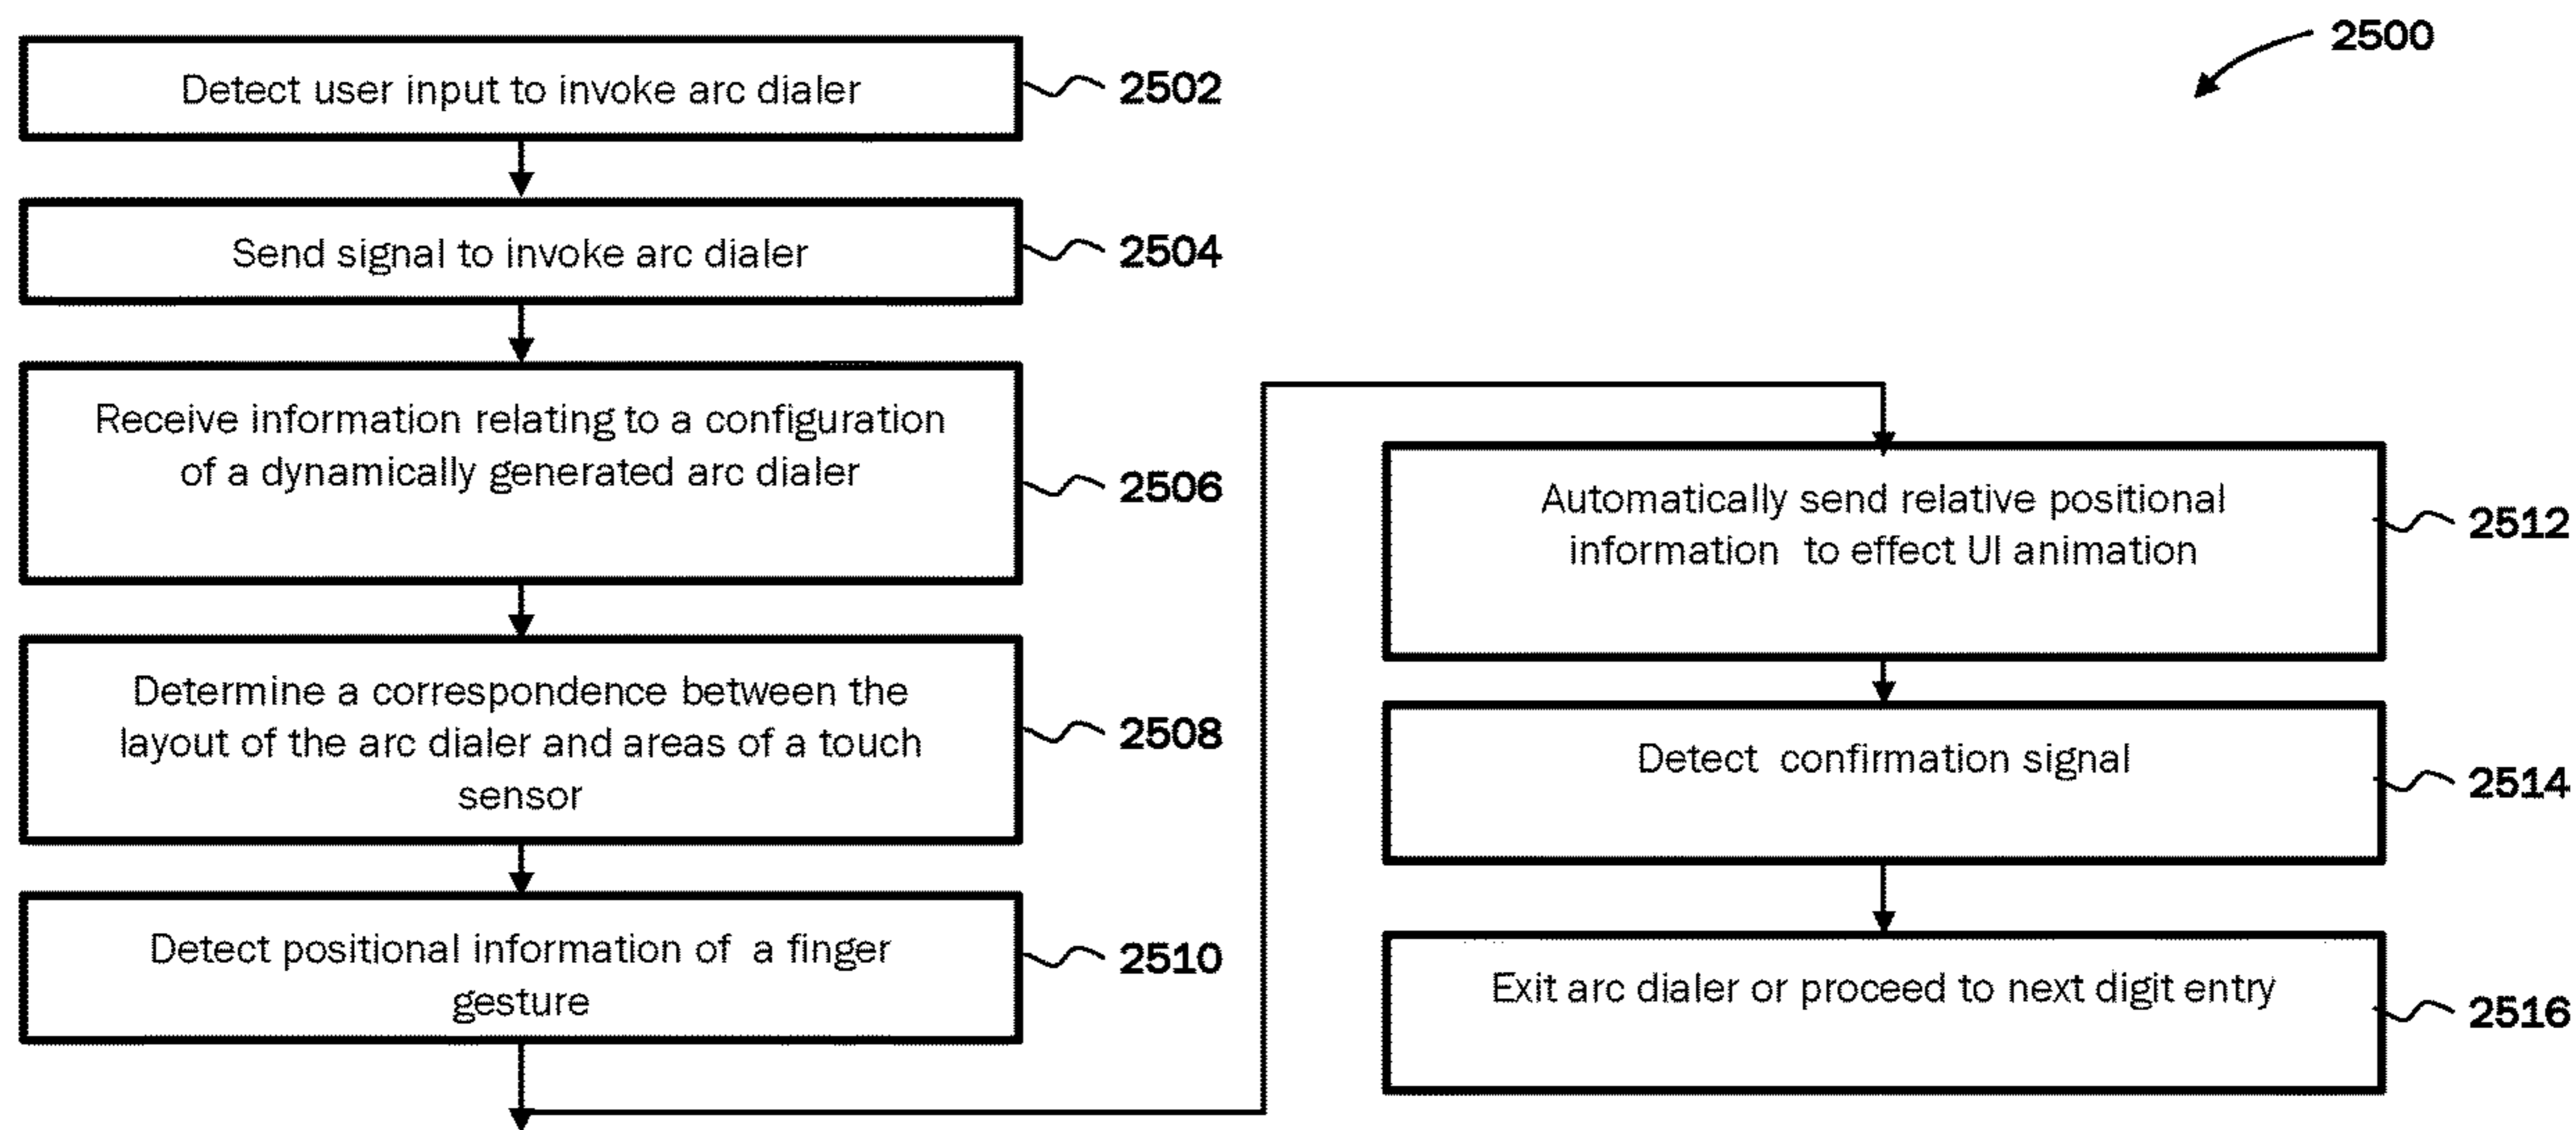 2500
Detect user input to invoke arc dialer
2502
Send signal to invoke arc dialer
2504
Receive information relating to a configuration
of a dynamically generated arc dialer
2506
Determine a correspondence between the
layout of the arc dialer and areas of a touch
sensor
2508
Detect positional information of a finger
gesture
2510
Automatically send relative positional
information to effect UI animation
2512
Detect confirmation signal
2514
Exit arc dialer or proceed to next digit entry
2516